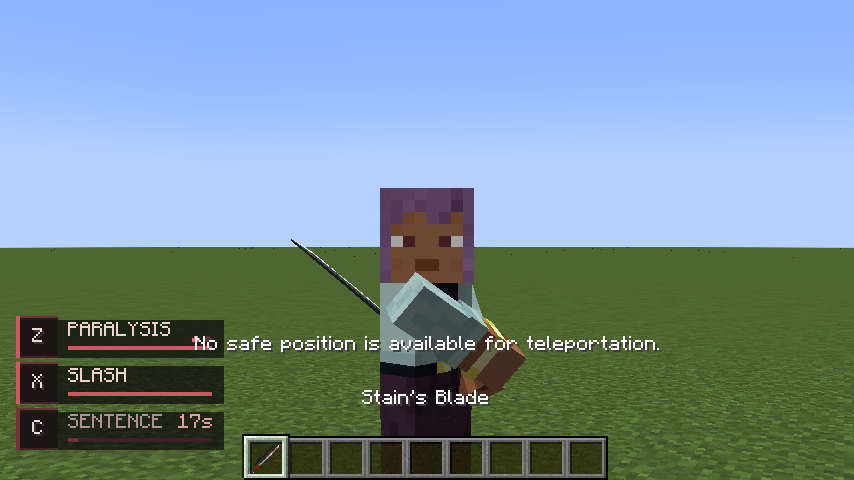 Z PARALYSIS
No safe position is available for teleportation.
X SLASH
Stain's Blade
C SENTENCE 17s